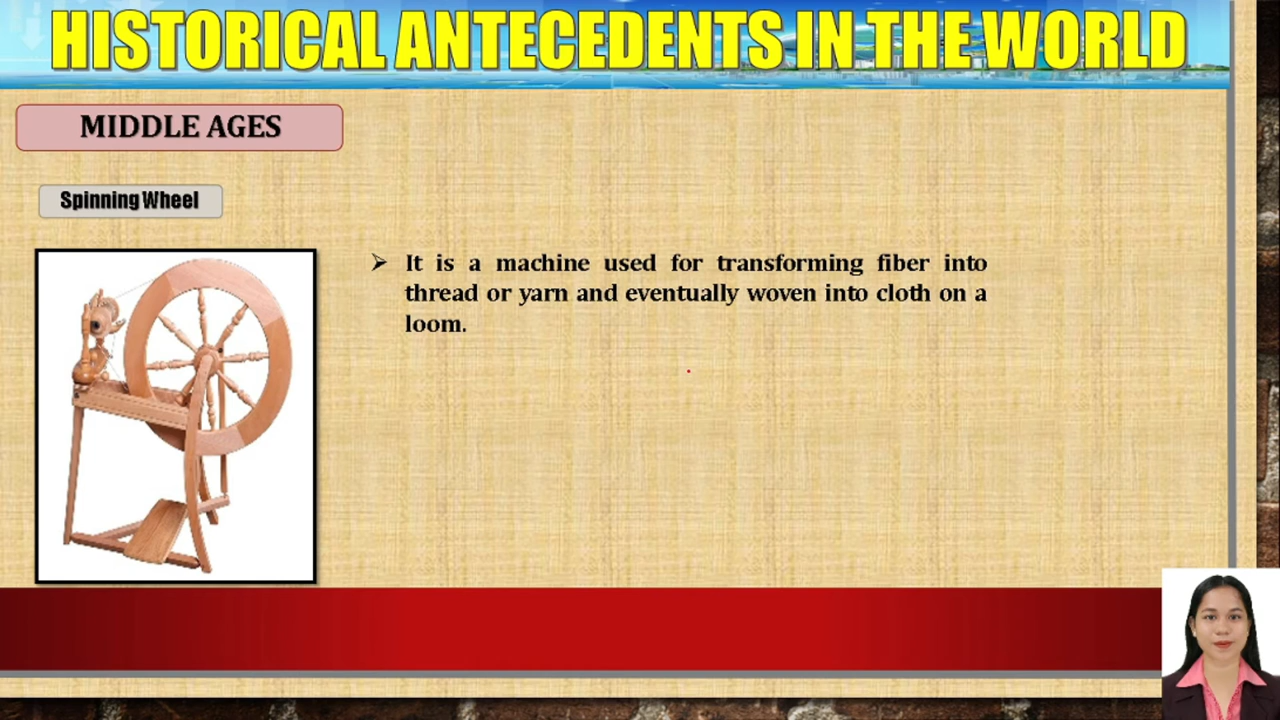 HISTORICAL ANTECEDENTS IN THE WORLD
MIDDLE AGES
Spinning Wheel
It is a machine used for transforming fiber into
thread or yarn and eventually woven into cloth on a
loom.